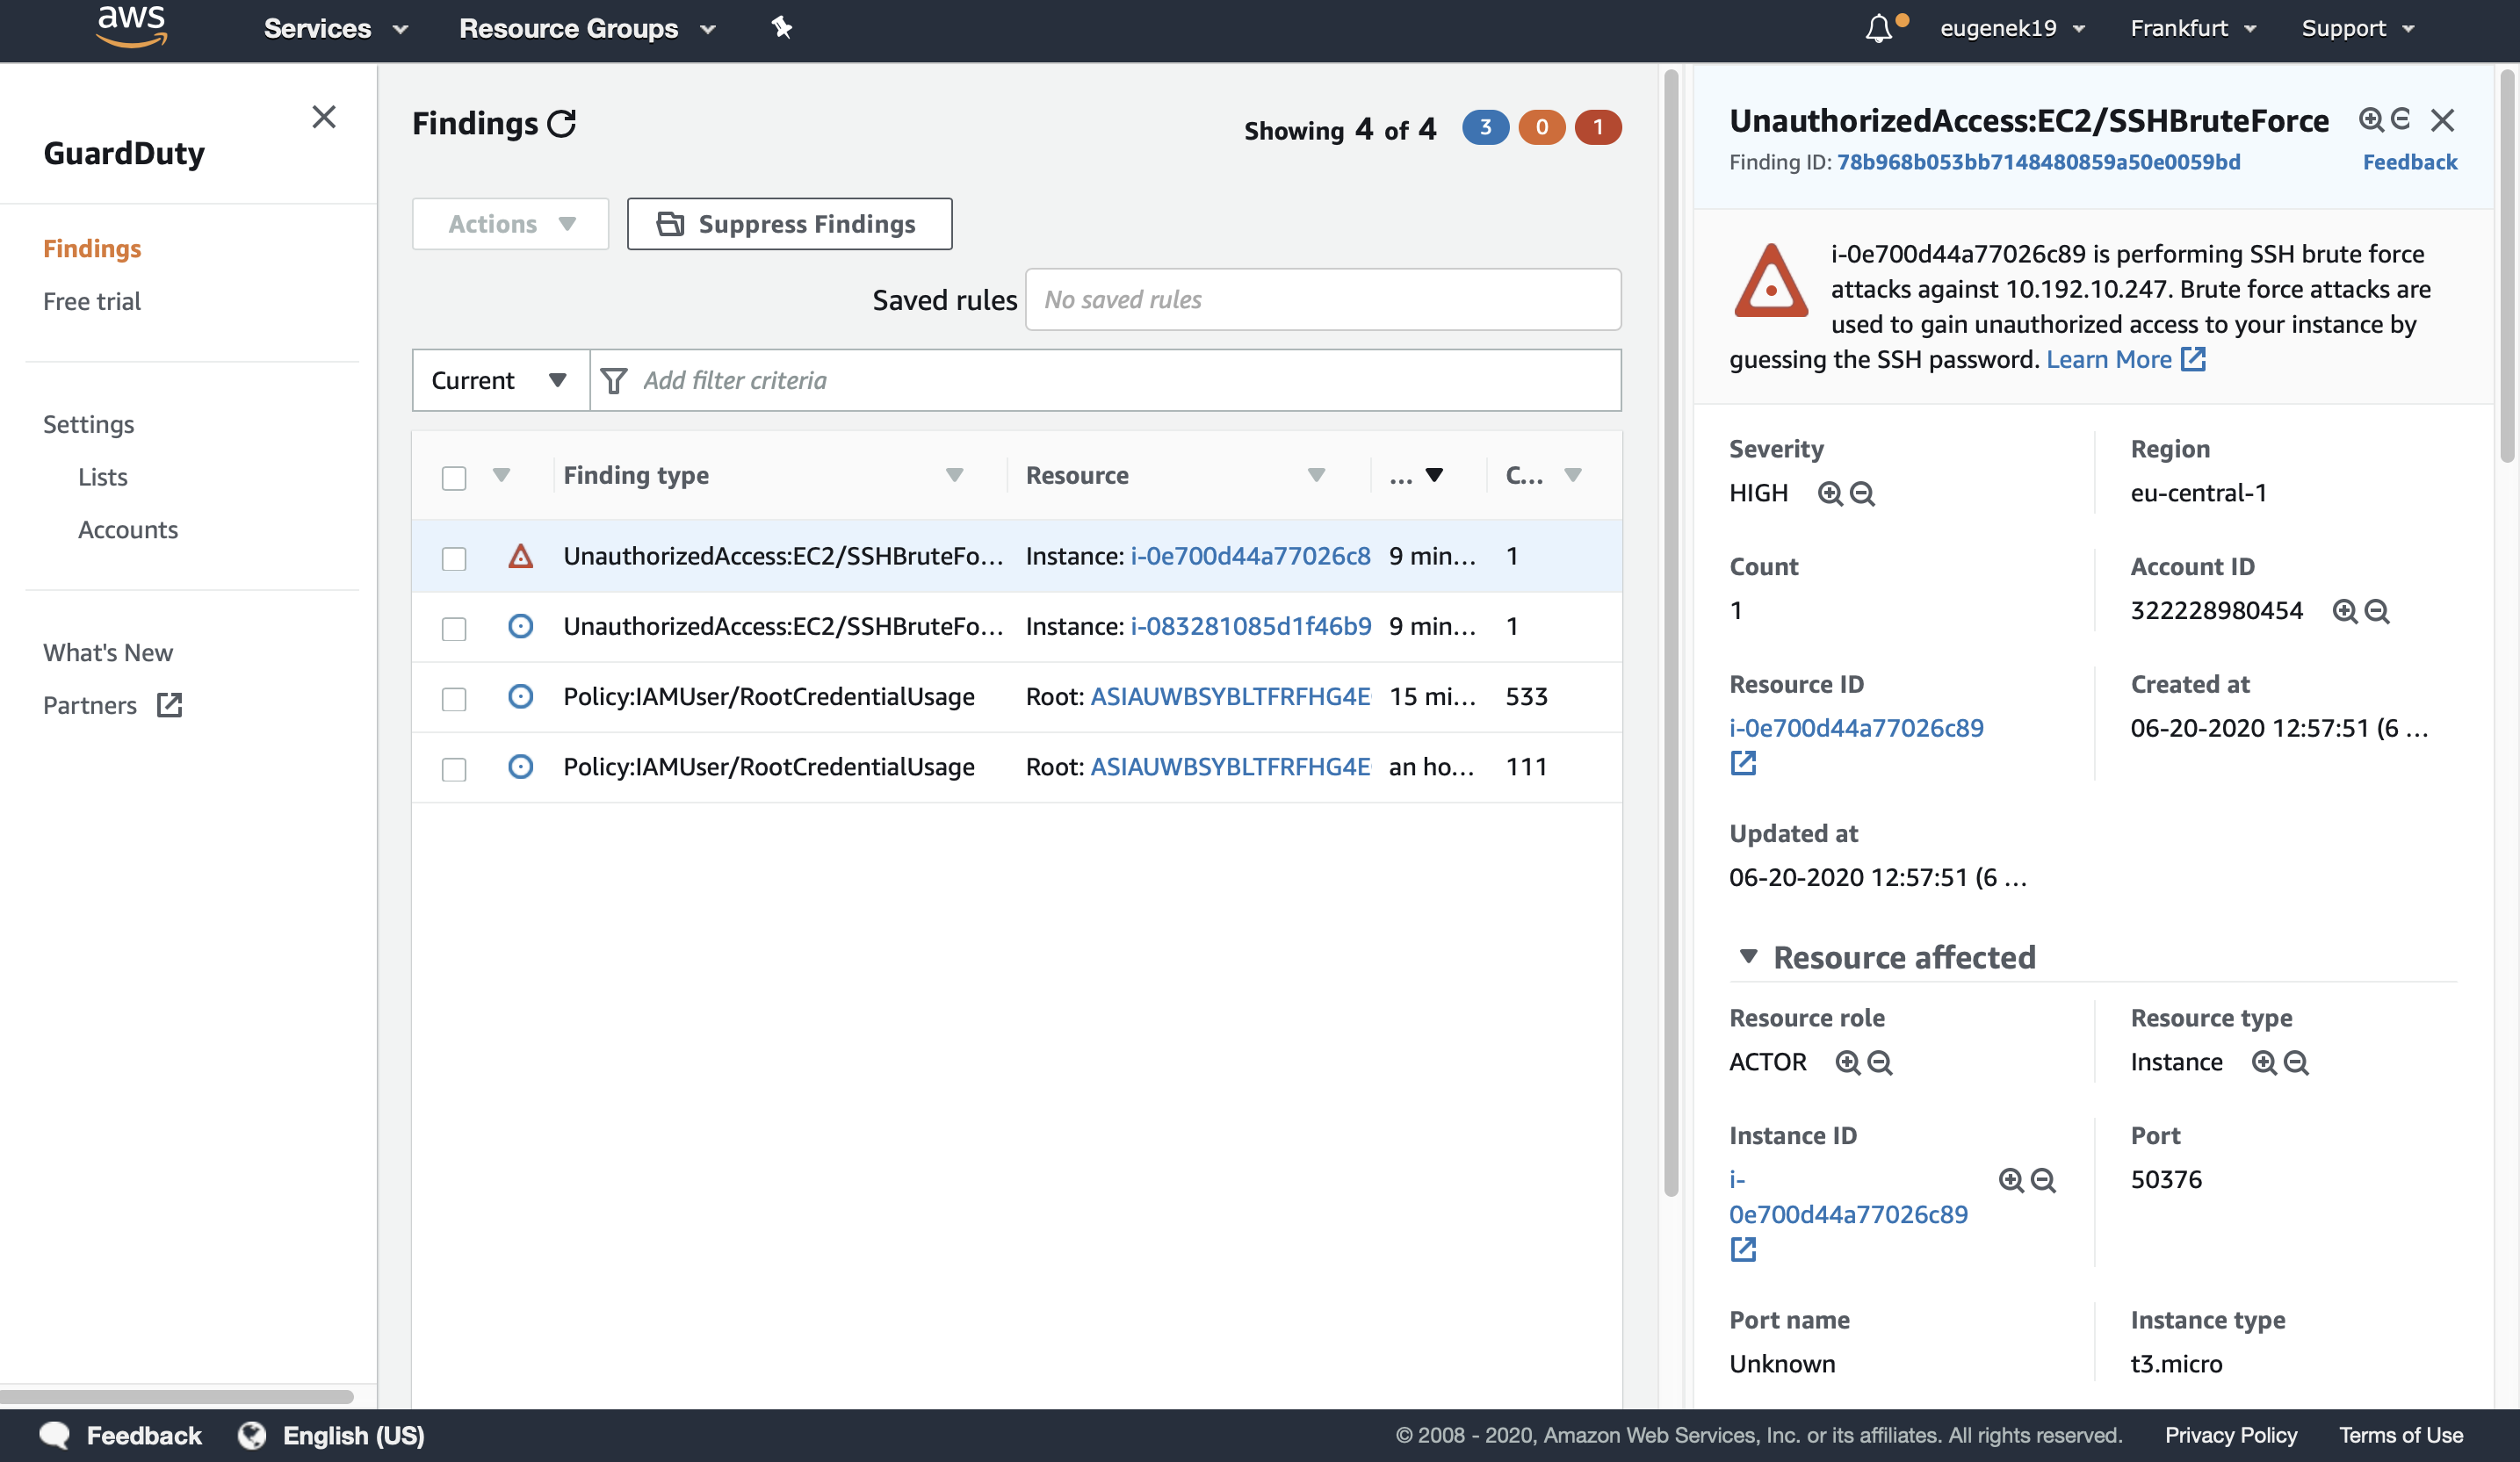 aws
Services
Resource Groups
eugenek19
Frankfurt
Support
GuardDuty
Findings
Free trial
Settings
Lists
Accounts
What's New
Partners
Findings
Showing 4 of 4
3
0
1
Actions
Suppress Findings
Saved rules
No saved rules
Current
Add filter criteria
Finding type
Resource
...
C...
UnauthorizedAccess:EC2/SSHBruteFo... Instance: i-0e700d44a77026c8 9 min... 1
UnauthorizedAccess:EC2/SSHBruteFo... Instance: i-083281085d1f46b9 9 min... 1
Policy:IAMUser/RootCredentialUsage Root: ASIAUWBSYBLTFRFHG4E 15 mi... 533
Policy:IAMUser/RootCredentialUsage Root: ASIAUWBSYBLTFRFHG4E an ho... 111
UnauthorizedAccess:EC2/SSHBruteForce
Finding ID: 78b968b053bb7148480859a50e0059bd
Feedback
i-0e700d44a77026c89 is performing SSH brute force
attacks against 10.192.10.247. Brute force attacks are
used to gain unauthorized access to your instance by
guessing the SSH password. Learn More
Severity
HIGH
Region
eu-central-1
Count
1
Account ID
322228980454
Resource ID
i-0e700d44a77026c89
Created at
06-20-2020 12:57:51 (6 ...
Updated at
06-20-2020 12:57:51 (6 ...
Resource affected
Resource role
ACTOR
Resource type
Instance
Instance ID
i-
0e700d44a77026c89
Port
50376
Port name
Unknown
Instance type
t3.micro
Feedback
English (US)
© 2008 - 2020, Amazon Web Services, Inc. or its affiliates. All rights reserved.
Privacy Policy
Terms of Use